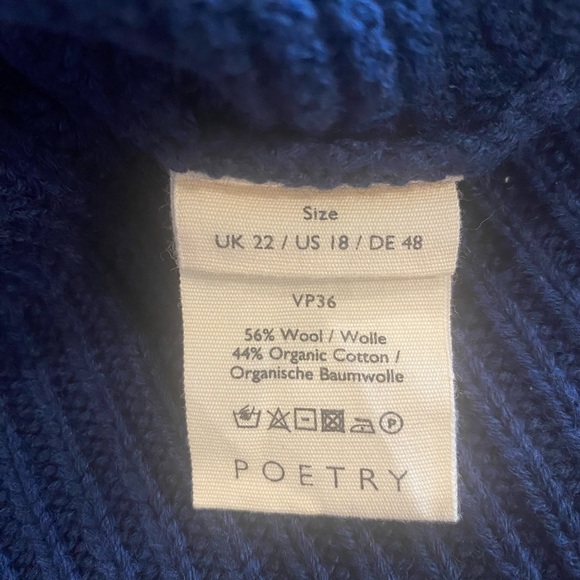 Size
UK 22 / US 18 / DE 48
VP36
56% Wool / Wolle
44% Organic Cotton /
Organische Baumwolle
P
POETRY